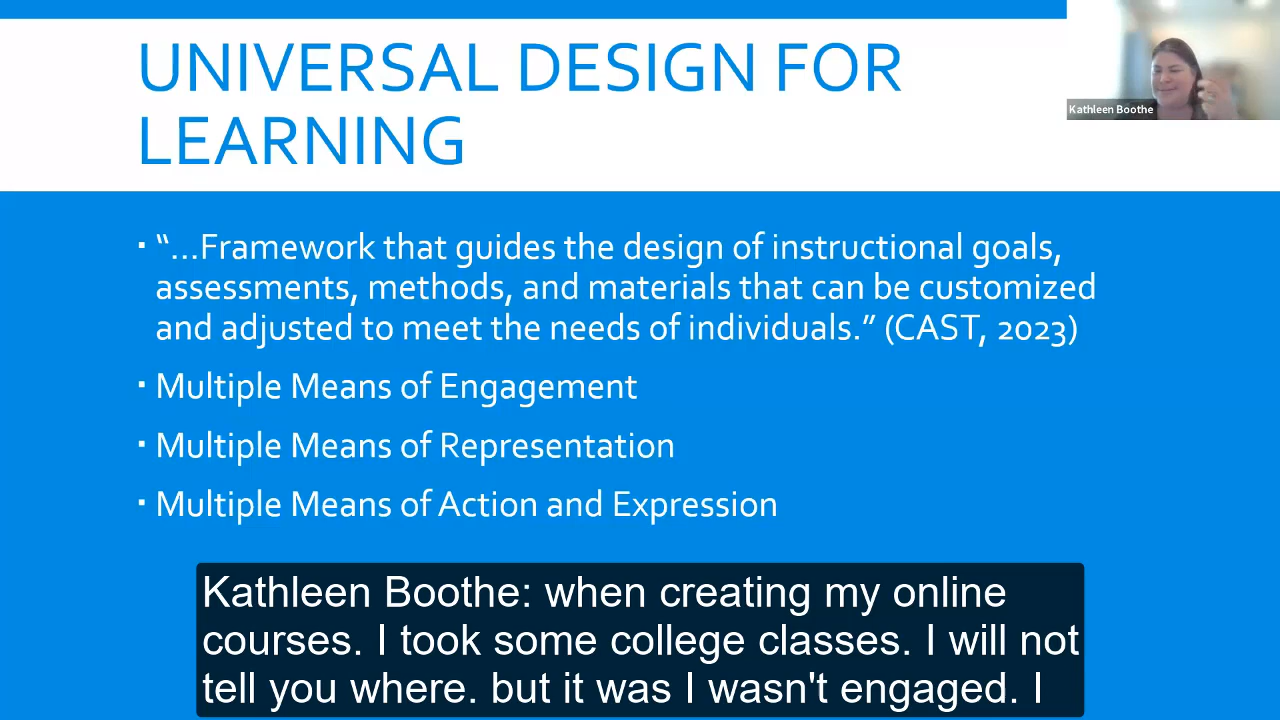 UNIVERSAL DESIGN FOR
LEARNING
Kathleen Boothe
▪ “...Framework that guides the design of instructional goals,
assessments, methods, and materials that can be customized
and adjusted to meet the needs of individuals.” (CAST, 2023)
▪ Multiple Means of Engagement
▪ Multiple Means of Representation
▪ Multiple Means of Action and Expression
Kathleen Boothe: when creating my online
courses. I took some college classes. I will not
tell you where. but it was I wasn't engaged. I